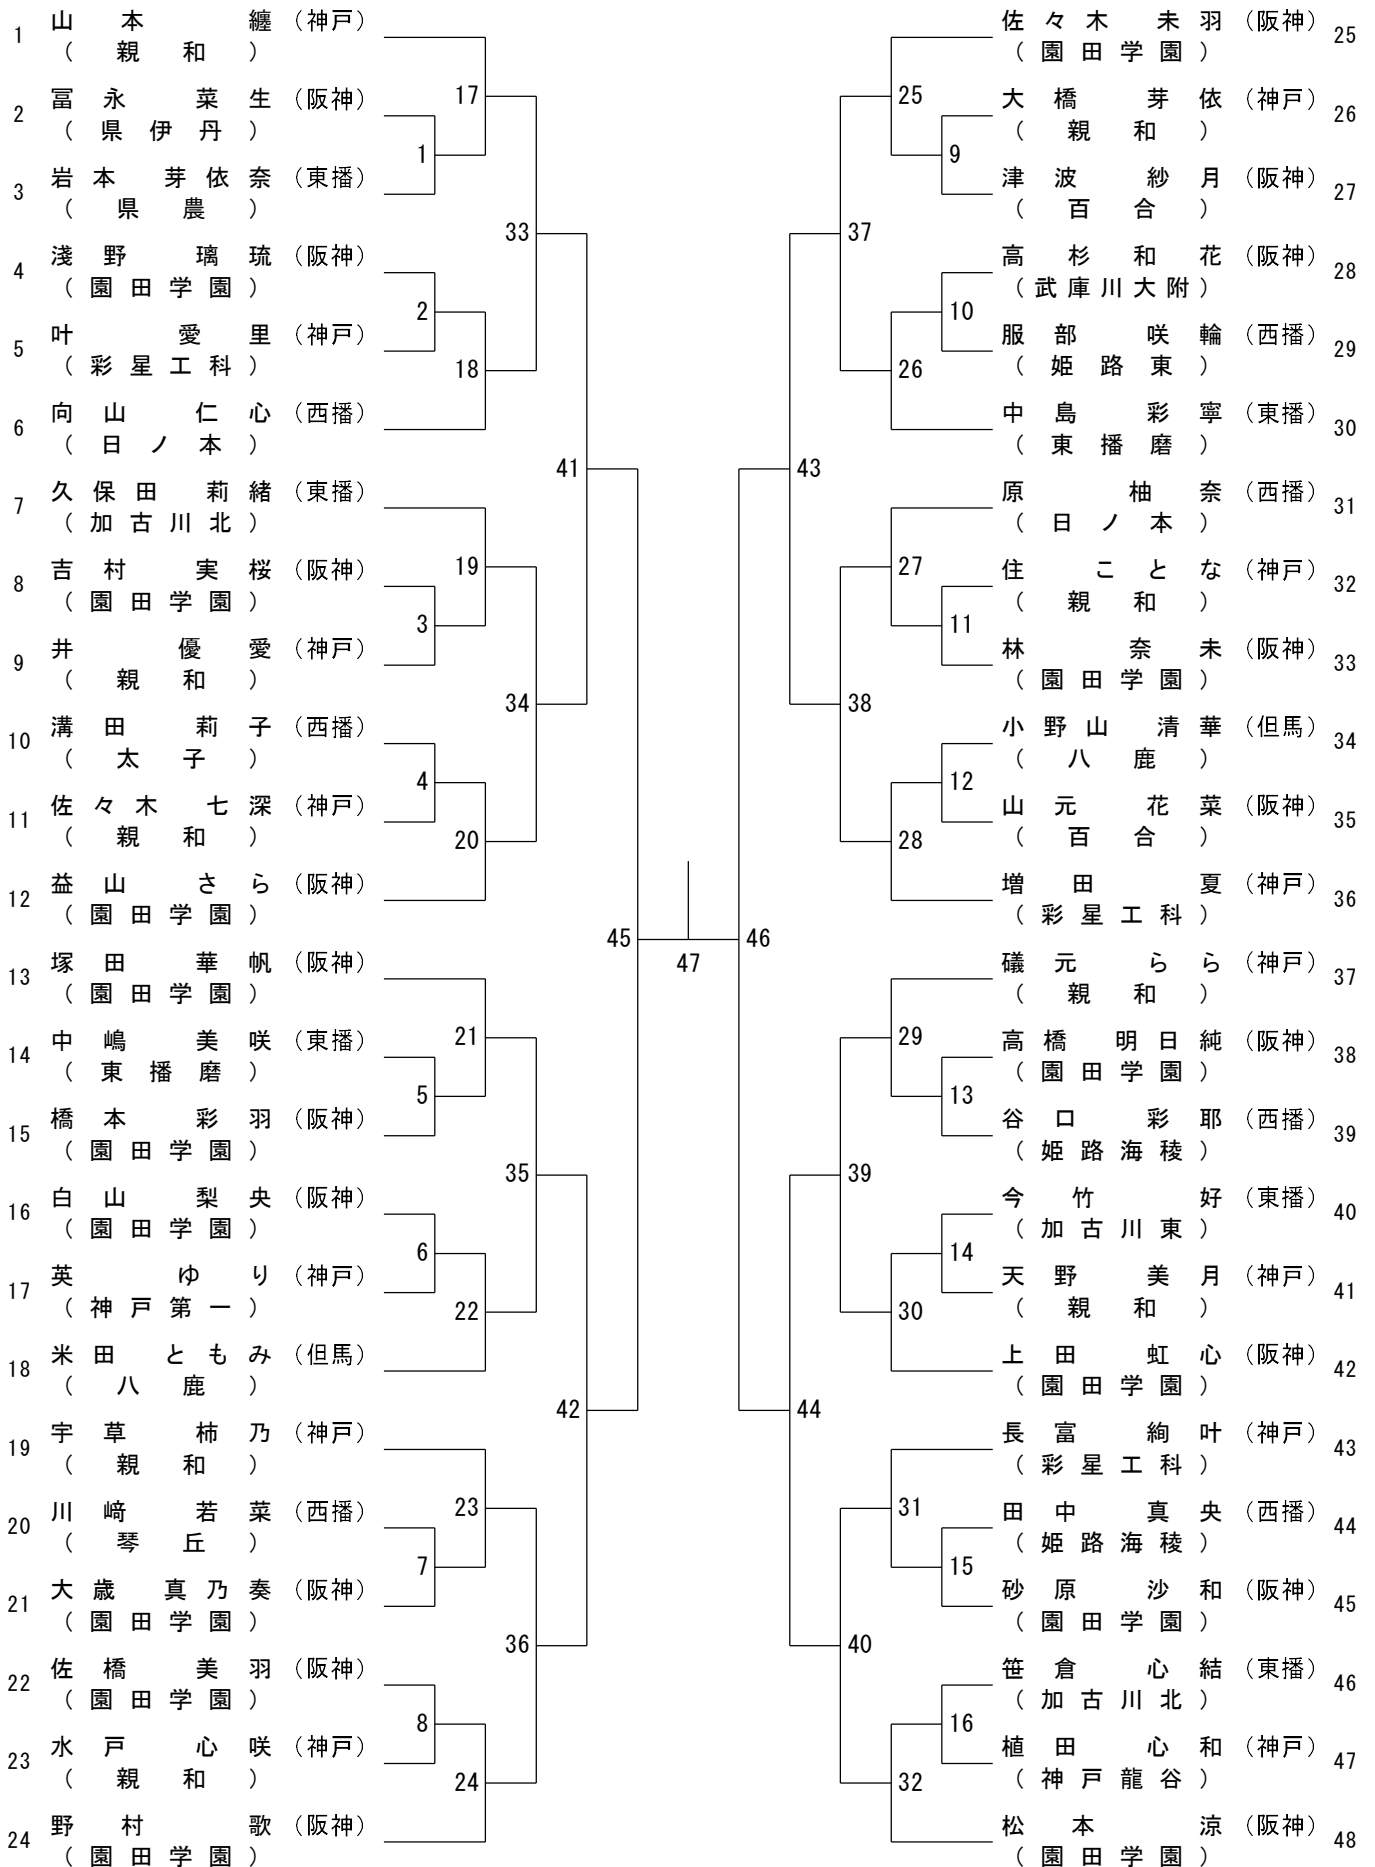 1 山本 纏 (神戸)
( 親和 )
2 冨永 菜生 (阪神)
( 県伊丹 )
3 岩本 芽依奈 (東播)
( 県農 )
4 淺野 璃琉 (阪神)
( 園田学園 )
5 叶 愛里 (神戸)
( 彩星工科 )
6 向山 仁心 (西播)
( 日ノ本 )
7 久保田 莉緒 (東播)
( 加古川北 )
8 吉村 実桜 (阪神)
( 園田学園 )
9 井 優愛 (神戸)
( 親和 )
10 溝田 莉子 (西播)
( 太子 )
11 佐々木 七深 (神戸)
( 親和 )
12 益山 さら (阪神)
( 園田学園 )
13 塚田 華帆 (阪神)
( 園田学園 )
14 中嶋 美咲 (東播)
( 東播磨 )
15 橋本 彩羽 (阪神)
( 園田学園 )
16 白山 梨央 (阪神)
( 園田学園 )
17 英 ゆり (神戸)
( 神戸第一 )
18 米田 ともみ (但馬)
( 八鹿 )
19 宇草 柿乃 (神戸)
( 親和 )
20 川﨑 若菜 (西播)
( 琴丘 )
21 大歳 真乃奏 (阪神)
( 園田学園 )
22 佐橋 美羽 (阪神)
( 園田学園 )
23 水戸 心咲 (神戸)
( 親和 )
24 野村 歌 (阪神)
( 園田学園 )
1
2
3
4
5
6
7
8
17
18
19
20
21
22
23
24
33
34
35
36
41
42
45
47
46
43
44
37
38
39
40
25
26
27
28
29
30
31
32
9
10
11
12
13
14
15
16
佐々木 未羽 (阪神) 25
( 園田学園 )
大橋 芽依 (神戸) 26
( 親和 )
津波 紗月 (阪神) 27
( 百合 )
高杉和花 (阪神) 28
( 武庫川大附 )
服部 咲輪 (西播) 29
( 姫路東 )
中島 彩寧 (東播) 30
( 東播磨 )
原 柚奈 (西播) 31
( 日ノ本 )
住 ことな (神戸) 32
( 親和 )
林 奈未 (阪神) 33
( 園田学園 )
小野山 清華 (但馬) 34
( 八鹿 )
山元 花菜 (阪神) 35
( 百合 )
増田 夏 (神戸) 36
( 彩星工科 )
礒元 らら (神戸) 37
( 親和 )
高橋 明日純 (阪神) 38
( 園田学園 )
谷口 彩耶 (西播) 39
( 姫路海稜 )
今竹 好 (東播) 40
( 加古川東 )
天野 美月 (神戸) 41
( 親和 )
上田 虹心 (阪神) 42
( 園田学園 )
長富 絢叶 (神戸) 43
( 彩星工科 )
田中 真央 (西播) 44
( 姫路海稜 )
砂原 沙和 (阪神) 45
( 園田学園 )
笹倉 心結 (東播) 46
( 加古川北 )
植田 心和 (神戸) 47
( 神戸龍谷 )
松本 涼 (阪神) 48
( 園田学園 )